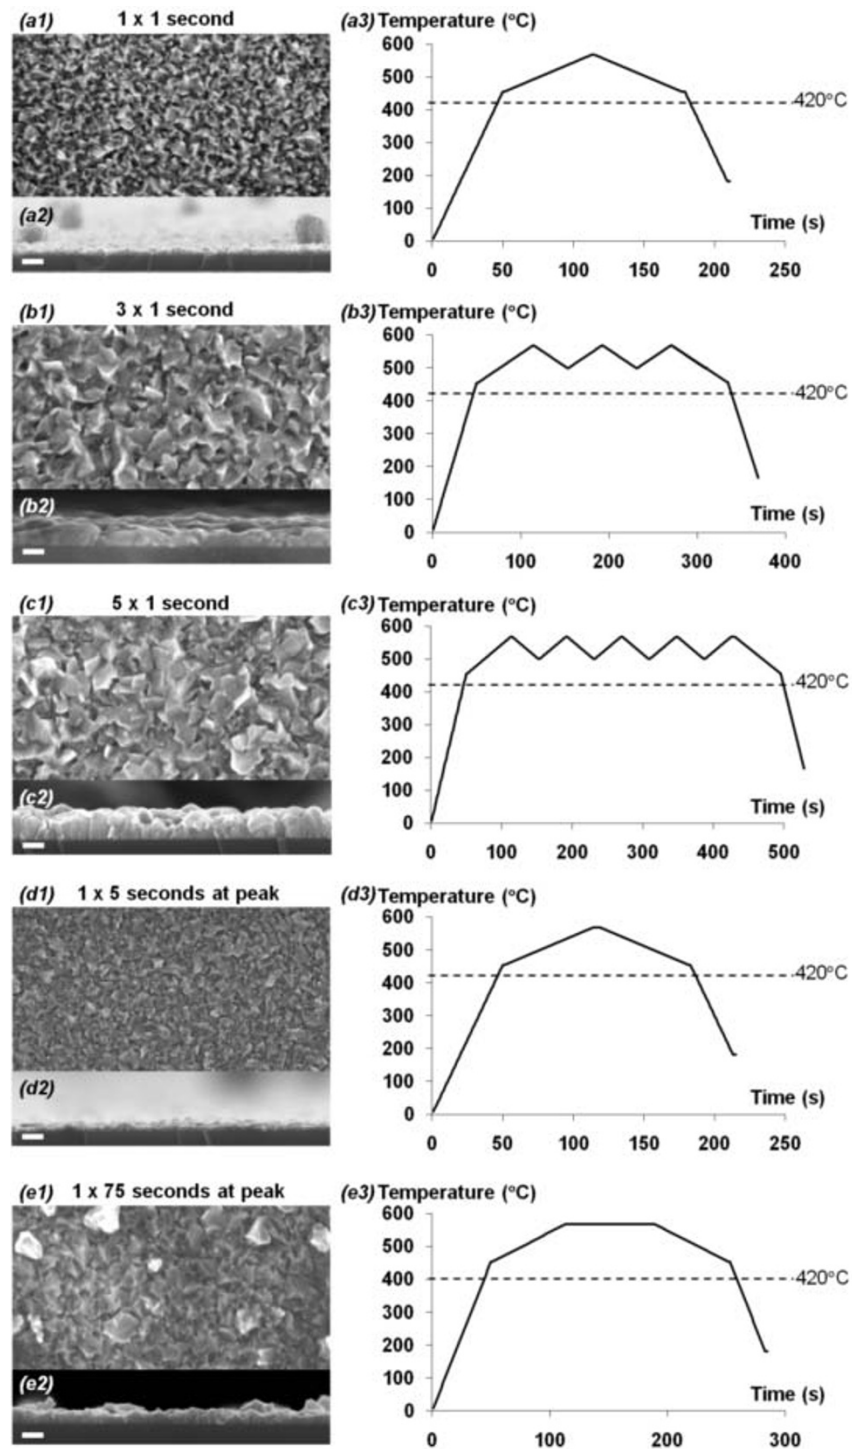 (a1) 1 x 1 second
(a2)
(a3) Temperature (°C)
600
500
400
300
200
100
0
420°C
Time (s)
0 50 100 150 200 250
(b1) 3 x 1 second
(b2)
(b3) Temperature (°C)
600
500
400
300
200
100
0
420°C
Time (s)
0 100 200 300 400
(c1) 5 x 1 second
(c2)
(c3) Temperature (°C)
600
500
400
300
200
100
0
420°C
Time (s)
0 100 200 300 400 500
(d1) 1 x 5 seconds at peak
(d2)
(d3) Temperature (°C)
600
500
400
300
200
100
0
420°C
Time (s)
0 50 100 150 200 250
(e1) 1 x 75 seconds at peak
(e2)
(e3) Temperature (°C)
600
500
400
300
200
100
0
420°C
Time (s)
0 100 200 300